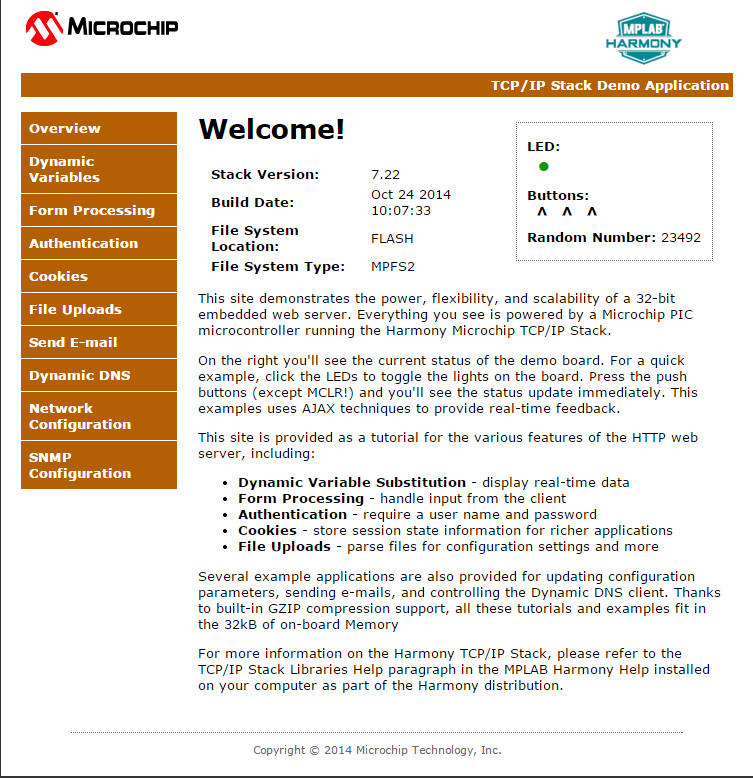 MICROCHIP
MPLAB
HARMONY
TCP/IP Stack Demo Application
Overview
Dynamic
Variables
Form Processing
Authentication
Cookies
File Uploads
Send E-mail
Dynamic DNS
Network
Configuration
SNMP
Configuration
Welcome!
Stack Version: 7.22
Build Date: Oct 24 2014
10:07:33
File System
Location: FLASH
File System Type: MPFS2
LED:
Buttons:
Λ Λ Λ
Random Number: 23492
This site demonstrates the power, flexibility, and scalability of a 32-bit
embedded web server. Everything you see is powered by a Microchip PIC
microcontroller running the Harmony Microchip TCP/IP Stack.
On the right you'll see the current status of the demo board. For a quick
example, click the LEDs to toggle the lights on the board. Press the push
buttons (except MCLR!) and you'll see the status update immediately. This
examples uses AJAX techniques to provide real-time feedback.
This site is provided as a tutorial for the various features of the HTTP web
server, including:
• Dynamic Variable Substitution - display real-time data
• Form Processing - handle input from the client
• Authentication - require a user name and password
• Cookies - store session state information for richer applications
• File Uploads - parse files for configuration settings and more
Several example applications are also provided for updating configuration
parameters, sending e-mails, and controlling the Dynamic DNS client. Thanks
to built-in GZIP compression support, all these tutorials and examples fit in
the 32kB of on-board Memory
For more information on the Harmony TCP/IP Stack, please refer to the
TCP/IP Stack Libraries Help paragraph in the MPLAB Harmony Help installed
on your computer as part of the Harmony distribution.
Copyright © 2014 Microchip Technology, Inc.